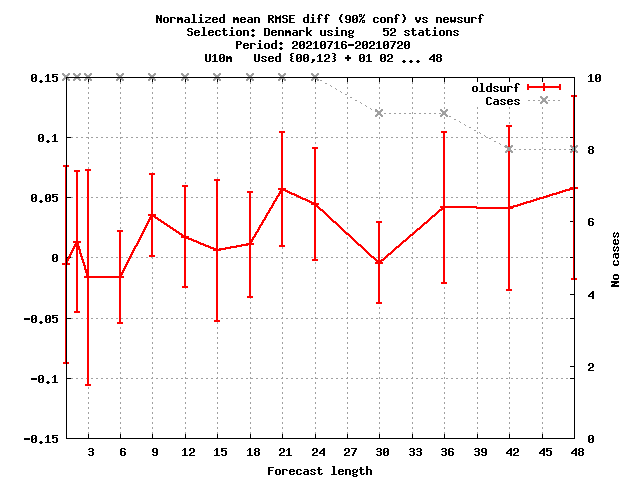 Normalized mean RMSE diff (90% conf) vs newsurf
Selection: Denmark using    52 stations
Period: 20210716-20210720
U10m   Used {00,12} + 01 02 ... 48
oldsurf
Cases
0.15
0.1
0.05
0
-0.05
-0.1
-0.15
10
8
6
4
2
0
No cases
3 6 9 12 15 18 21 24 27 30 33 36 39 42 45 48
Forecast length